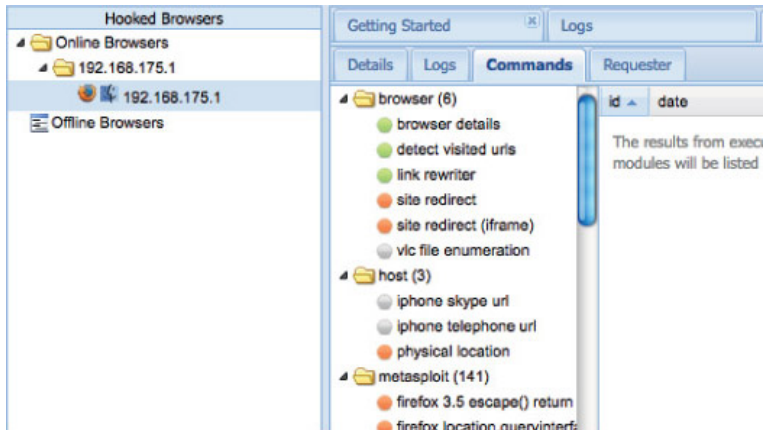 Hooked Browsers
Online Browsers
192.168.175.1
192.168.175.1
Offline Browsers
Getting Started
Logs
Details
Logs
Commands
Requester
browser (6)
browser details
detect visited urls
link rewriter
site redirect
site redirect (iframe)
vlc file enumeration
host (3)
iphone skype url
iphone telephone url
physical location
metasploit (141)
firefox 3.5 escape() return
firefox location
id
date
The results from
modules will be listed